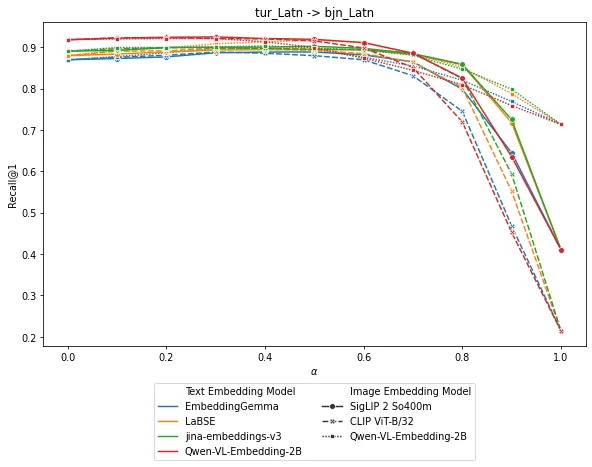 tur_Latn -> bjn_Latn
Recall@1
0.9
0.8
0.7
0.6
0.5
0.4
0.3
0.2
0.0 0.2 0.4 0.6 0.8 1.0
α
Text Embedding Model Image Embedding Model
EmbeddingGemma SigLIP 2 So400m
LaBSE CLIP ViT-B/32
jina-embeddings-v3 Qwen-VL-Embedding-2B
Qwen-VL-Embedding-2B